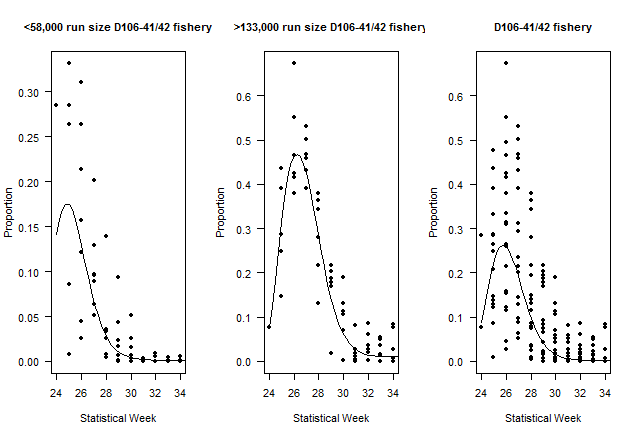 <58,000 run size D106-41/42 fishery
Proportion
0.30
0.25
0.20
0.15
0.10
0.05
0.00
24 26 28 30 32 34
Statistical Week
>133,000 run size D106-41/42 fishery
Proportion
0.6
0.5
0.4
0.3
0.2
0.1
0.0
24 26 28 30 32 34
Statistical Week
D106-41/42 fishery
Proportion
0.6
0.5
0.4
0.3
0.2
0.1
0.0
24 26 28 30 32 34
Statistical Week